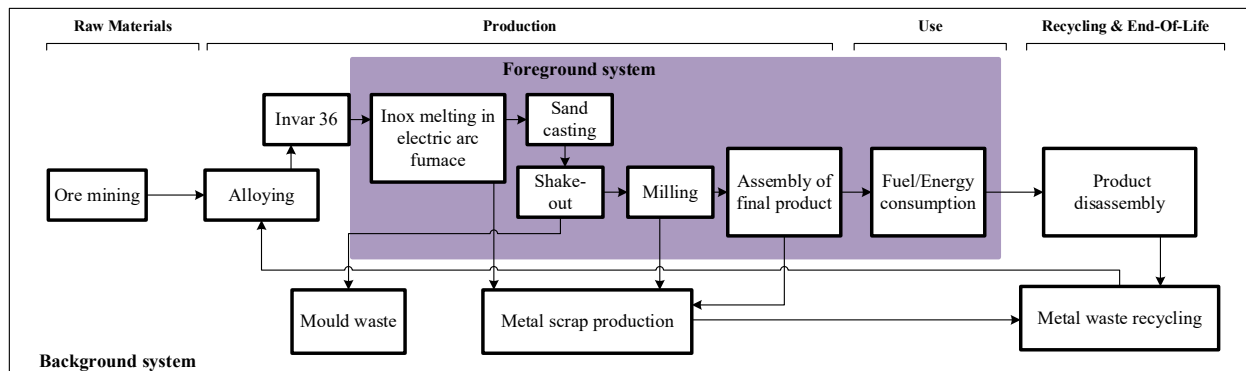 Raw Materials
Production
Use
Recycling & End-Of-Life
Foreground system
Invar 36
Inox melting in
electric arc
furnace
Sand
casting
Ore mining
Alloying
Shake-
out
Milling
Assembly of
final product
Fuel/Energy
consumption
Product
disassembly
Mould waste
Metal scrap production
Metal waste recycling
Background system